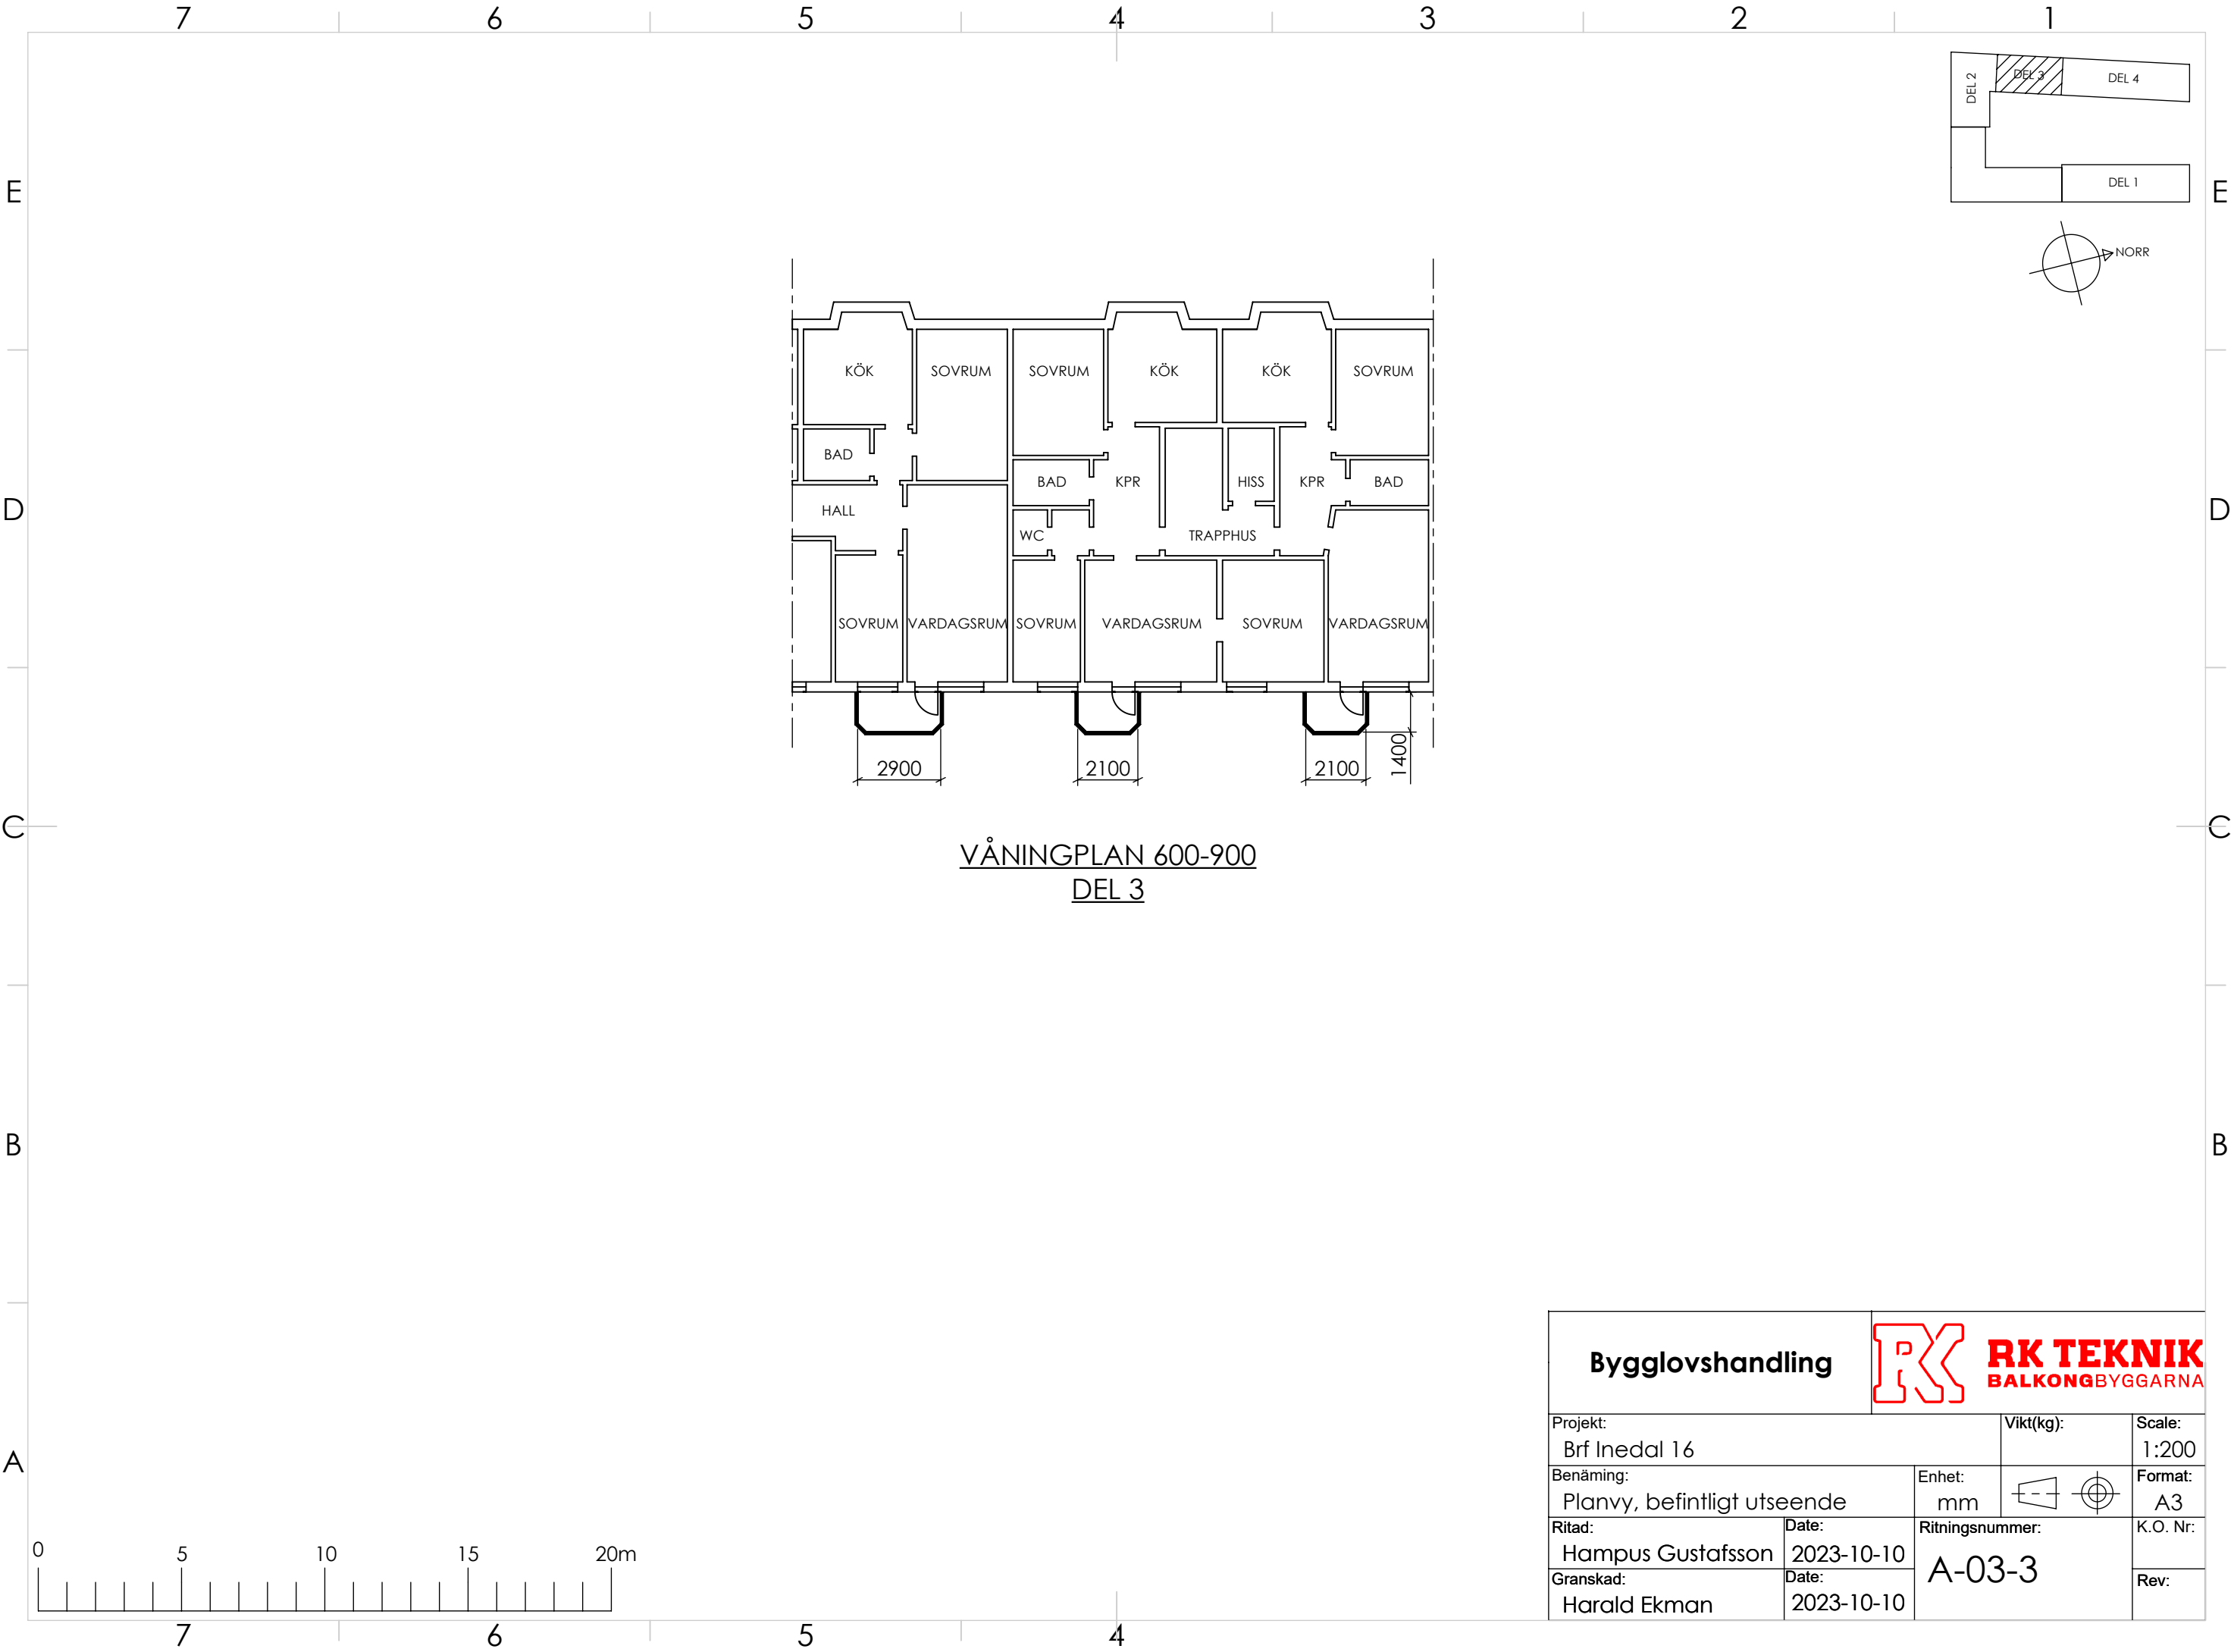 7 6 5 4 3 2 1
DEL 2 DEL 3 DEL 4
DEL 1
E E
NORR
KÖK SOVRUM SOVRUM KÖK KÖK SOVRUM
BAD
BAD KPR HISS KPR BAD
HALL
D D
WC TRAPPHUS
SOVRUM VARDAGSRUM SOVRUM VARDAGSRUM SOVRUM VARDAGSRUM
1400
2900 2100 2100
C C
VÅNINGPLAN 600-900
DEL 3
B B
Bygglovshandling
RK
RK TEKNIK
BALKONGBYGGARNA
Projekt: Vikt(kg): Scale:
Brf Inedal 16 1:200
A
Benäming: Enhet: Format:
Planvy, befintligt utseende mm A3
Ritad: Date: Ritningsnummer: K.O. Nr:
Hampus Gustafsson 2023-10-10
A-03-3
Granskad: Date: Rev:
Harald Ekman 2023-10-10
0 5 10 15 20m
7 6 5 4